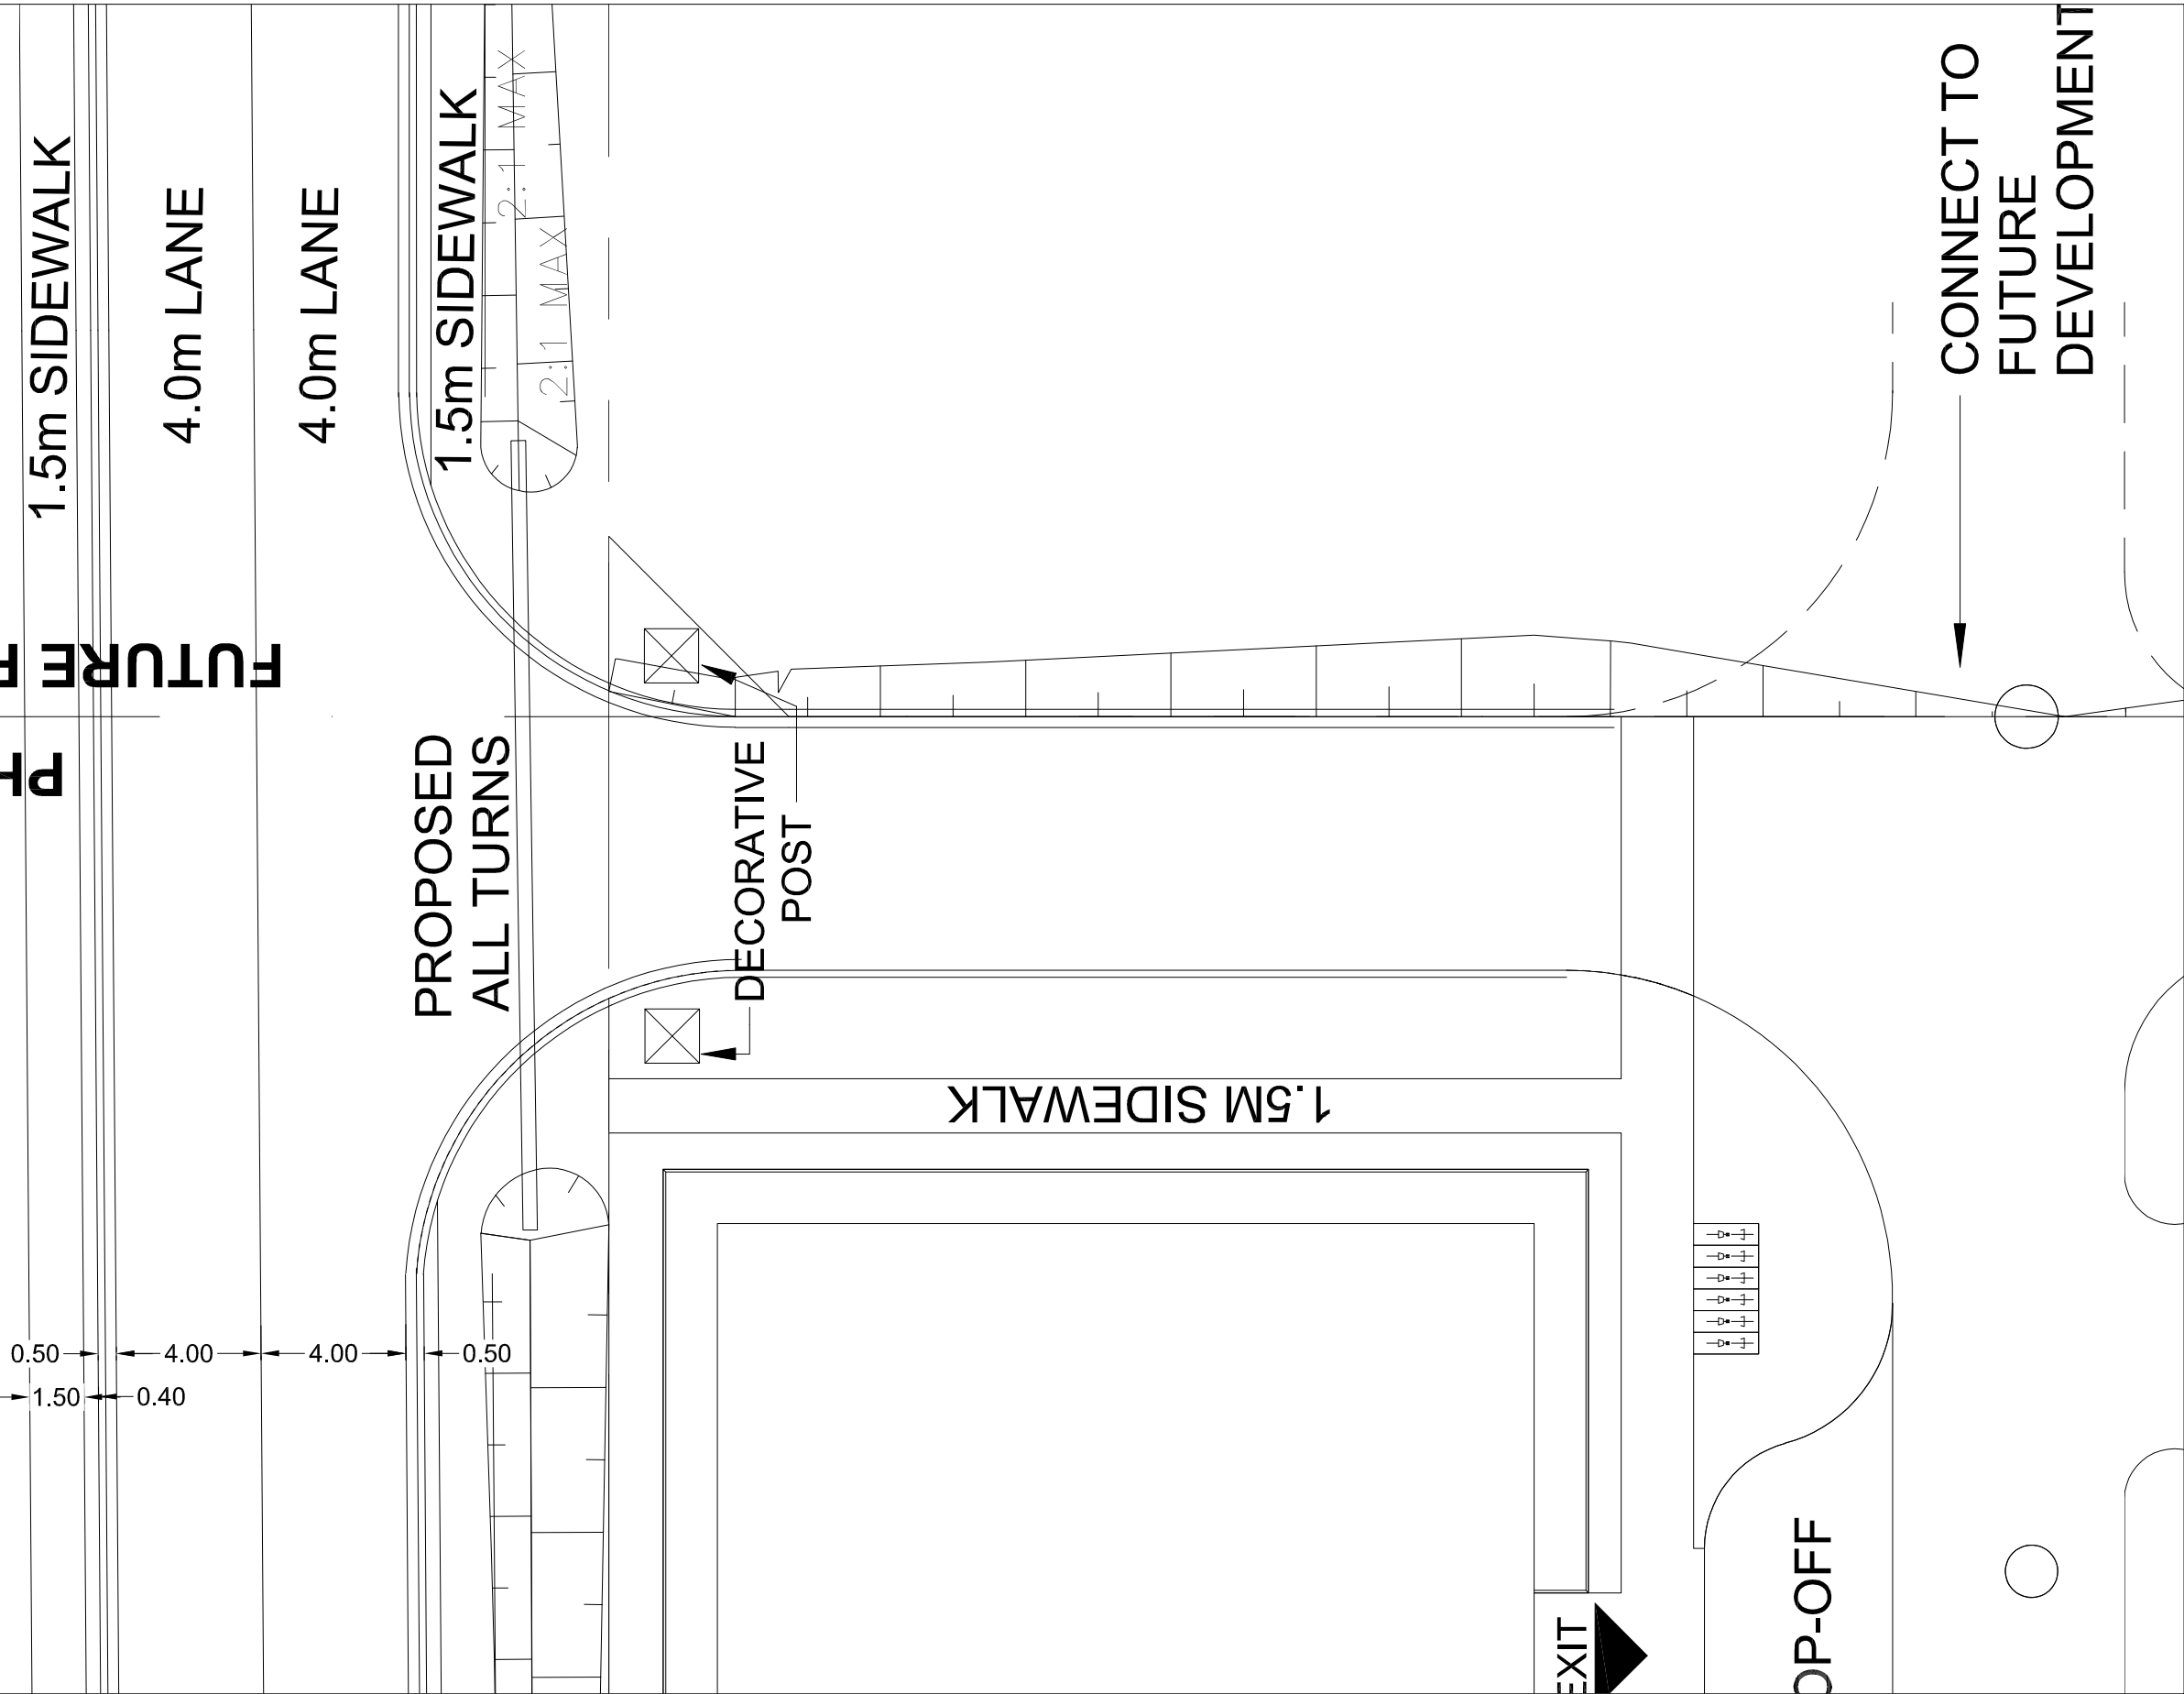 1.5m SIDEWALK
4.0m LANE
4.0m LANE
1.5m SIDEWALK
2:1 MAX
2:1 MAX
CONNECT TO
FUTURE
DEVELOPMENT
FUTURE
PROPOSED
ALL TURNS
DECORATIVE
POST
1.5M SIDEWALK
0.50
4.00
4.00
0.50
1.50
0.40
EXIT
OP-OFF